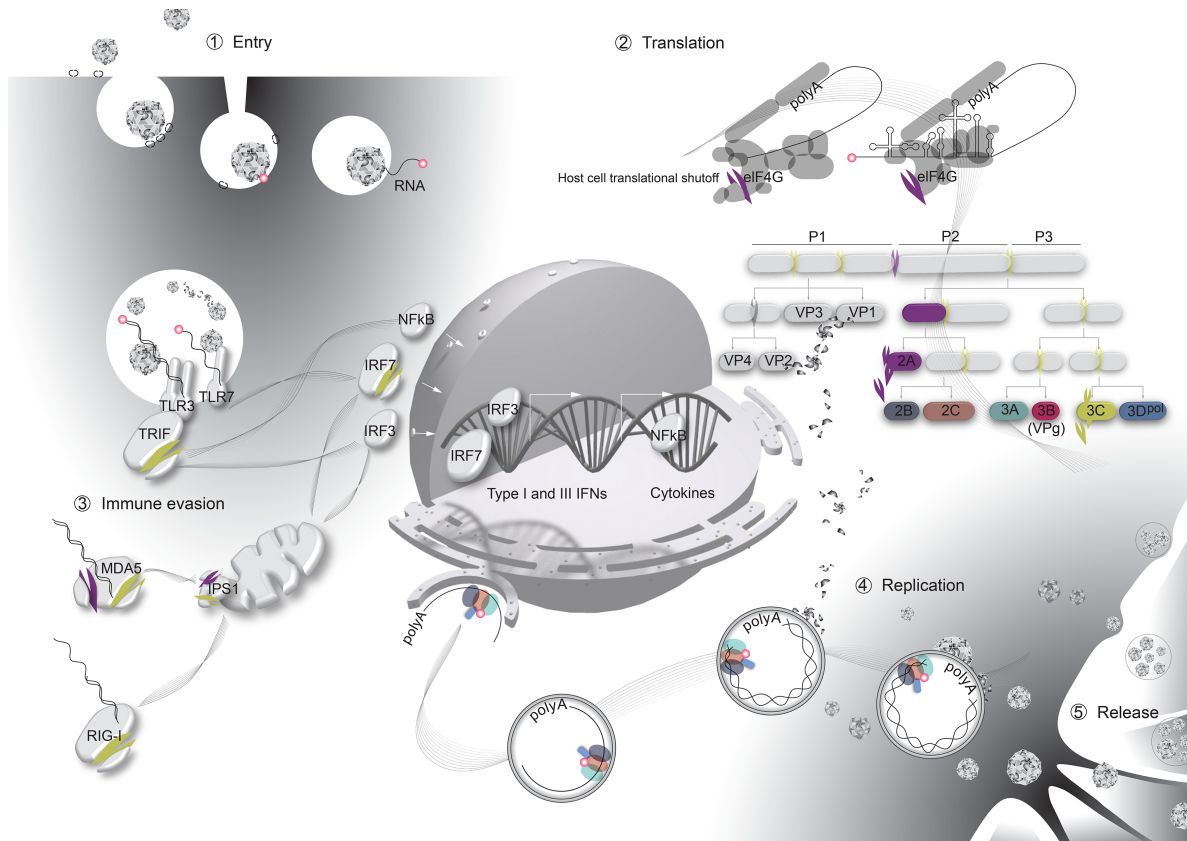 ① Entry
② Translation
polyA
polyA
RNA
Host cell translational shutoff
eIF4G
eIF4G
P1
P2
P3
VP3
VP1
VP4
VP2
2A
2B
2C
3A
3B
(VPg)
3C
3Dpol
TLR3
TLR7
TRIF
NFkB
IRF7
IRF3
IRF3
IRF7
NFkB
Type I and III IFNs
Cytokines
③ Immune evasion
MDA5
IPS1
RIG-I
polyA
polyA
④ Replication
polyA
polyA
⑤ Release